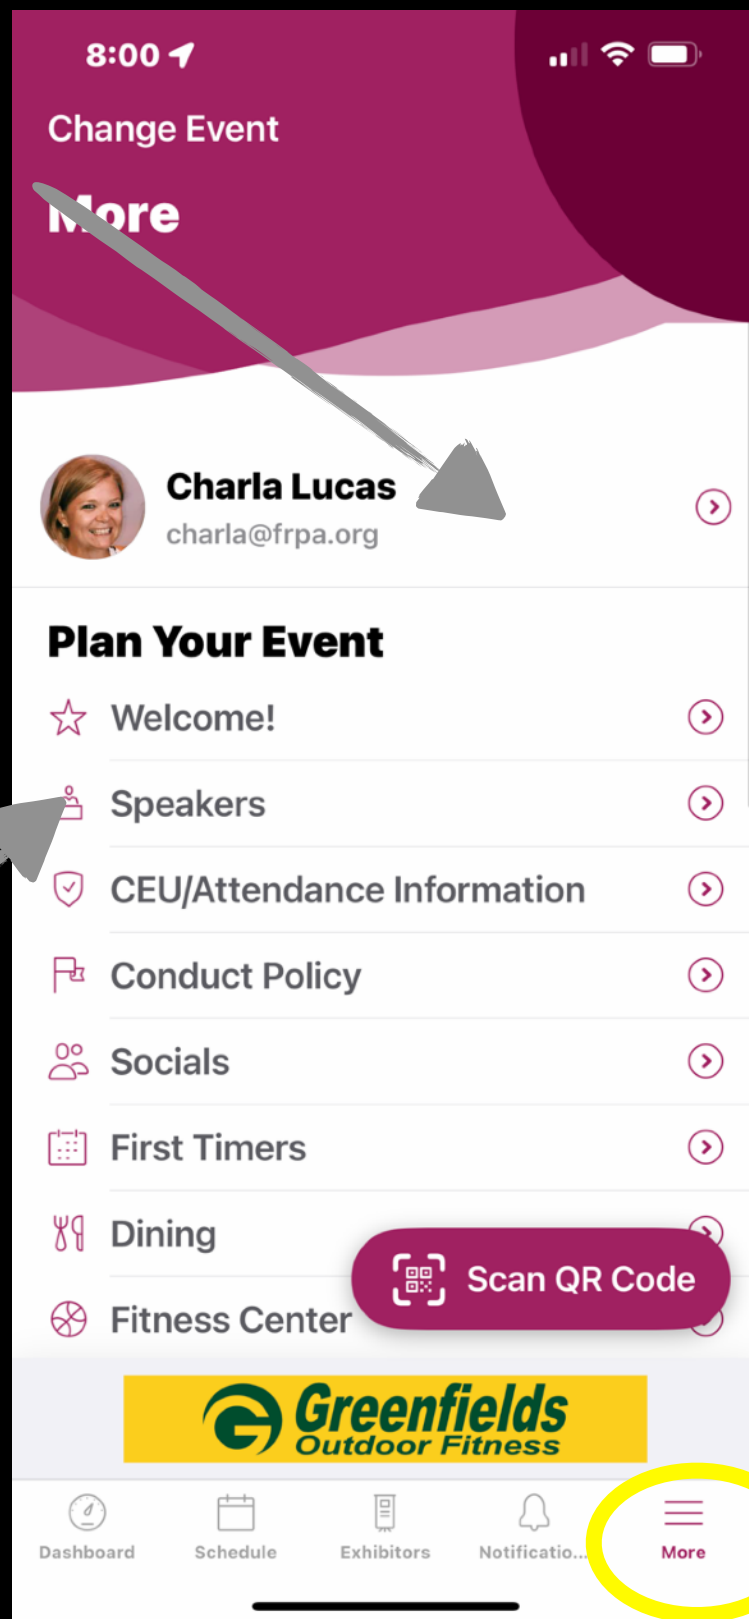 8:00
Change Event
More
Charla Lucas
charla@frpa.org
Plan Your Event
Welcome!
Speakers
CEU/Attendance Information
Conduct Policy
Socials
First Timers
Dining
Scan QR Code
Fitness Center
Greenfields
Outdoor Fitness
Dashboard
Schedule
Exhibitors
Notificatio...
More